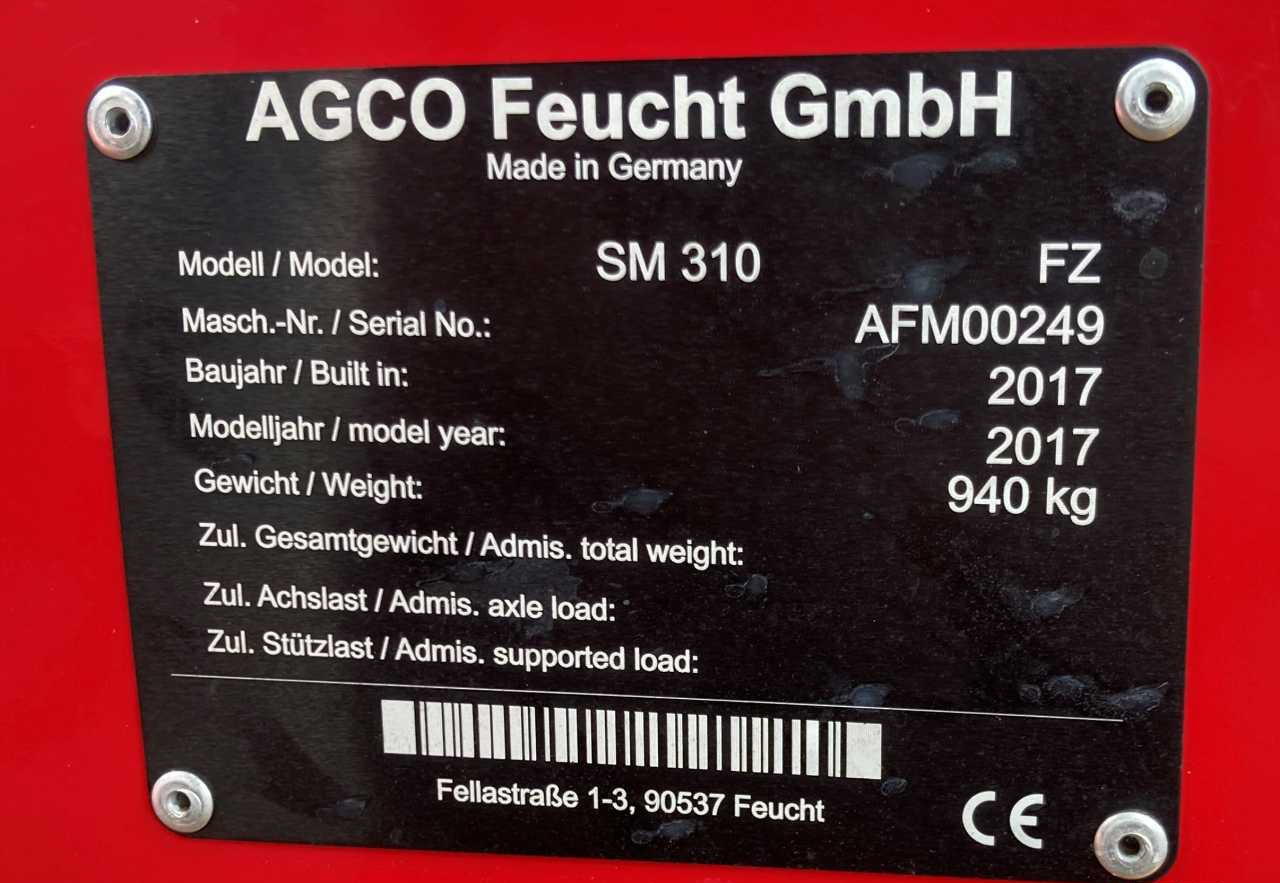 AGCO Feucht GmbH
Made in Germany
Modell / Model: SM 310 FZ
Masch.-Nr. / Serial No.: AFM00249
Baujahr / Built in: 2017
Modelljahr / model year: 2017
Gewicht / Weight: 940 kg
Zul. Gesamtgewicht / Admis. total weight:
Zul. Achslast / Admis. axle load:
Zul. Stützlast / Admis. supported load:
Fellastraße 1-3, 90537 Feucht
CE